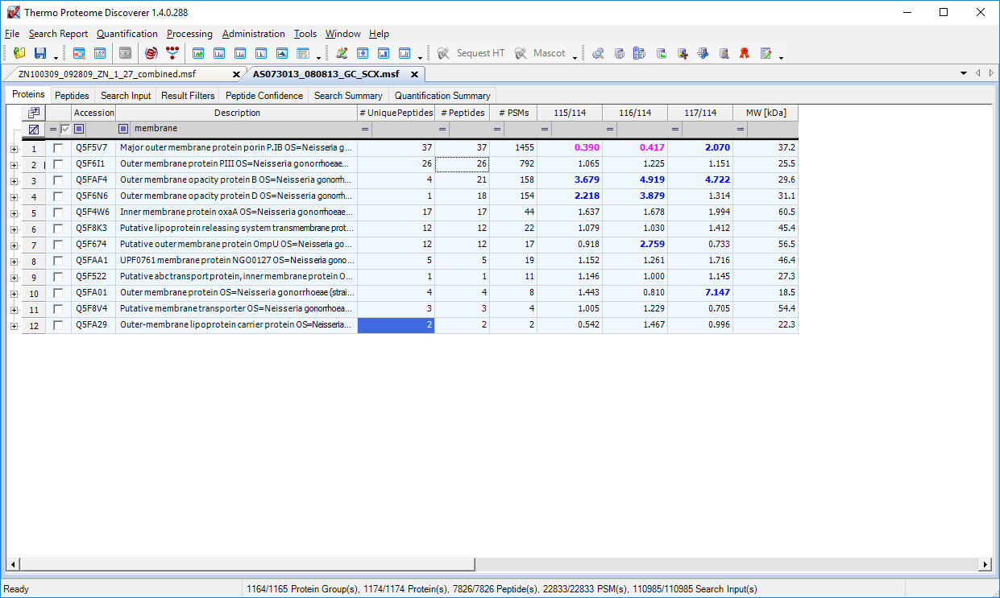 Thermo Proteome Discoverer 1.4.0.288
File Search Report Quantification Processing Administration Tools Window Help
Sequest HT Mascot
ZN100309_092809_ZN_1_27_combined.msf AS073013_080813_GC_SCX.msf
Proteins Peptides Search Input Result Filters Peptide Confidence Search Summary Quantification Summary
Accession Description # Unique Peptides # Peptides # PSMs 115/114 116/114 117/114 MW [kDa]
= membrane = = = = = = =
1 Q5F5V7 Major outer membrane protein porin P.IB OS=Neisseria g... 37 37 1455 0.390 0.417 2.070 37.2
2 Q5F6I1 Outer membrane protein PIII OS=Neisseria gonorrhoeae... 26 26 792 1.065 1.225 1.151 25.5
3 Q5FAF4 Outer membrane opacity protein B OS=Neisseria gonorrh... 4 21 158 3.679 4.919 4.722 29.6
4 Q5F6N6 Outer membrane opacity protein D OS=Neisseria gonorrh... 1 18 154 2.218 3.879 1.314 31.1
5 Q5F4W6 Inner membrane protein oxaA OS=Neisseria gonorrhoeae... 17 17 44 1.637 1.678 1.994 60.5
6 Q5F8K3 Putative lipoprotein releasing system transmembrane prot... 12 12 22 1.079 1.030 1.412 45.4
7 Q5F674 Putative outer membrane protein OmpU OS=Neisseria go... 12 12 17 0.918 2.759 0.733 56.5
8 Q5FAA1 UPF0761 membrane protein NGO0127 OS=Neisseria gono... 5 5 19 1.152 1.261 1.716 46.4
9 Q5F522 Putative abc transport protein, inner membrane protein O... 1 1 11 1.146 1.000 1.145 27.3
10 Q5FA01 Outer membrane protein OS=Neisseria gonorrhoeae (strai... 4 4 8 1.443 0.810 7.147 18.5
11 Q5F8V4 Putative membrane transporter OS=Neisseria gonorrhoea... 3 3 4 1.005 1.229 0.705 54.4
12 Q5FA29 Outer-membrane lipoprotein carrier protein OS=Neisseria... 2 2 2 0.542 1.467 0.996 22.3
Ready 1164/1165 Protein Group(s), 1174/1174 Protein(s), 7826/7826 Peptide(s), 22833/22833 PSM(s), 110985/110985 Search Input(s)